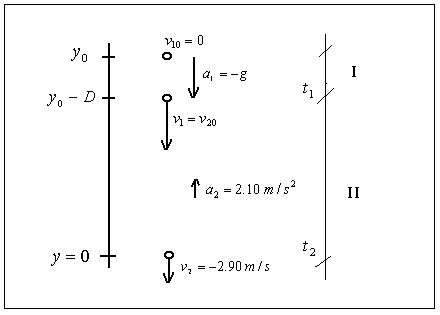 v₁₀ = 0
y₀
a₁ = −g
I
y₀ − D
t₁
v₁ = v₂₀
a₂ = 2.10 m/s²
II
y = 0
t₂
v₂ = −2.90 m/s